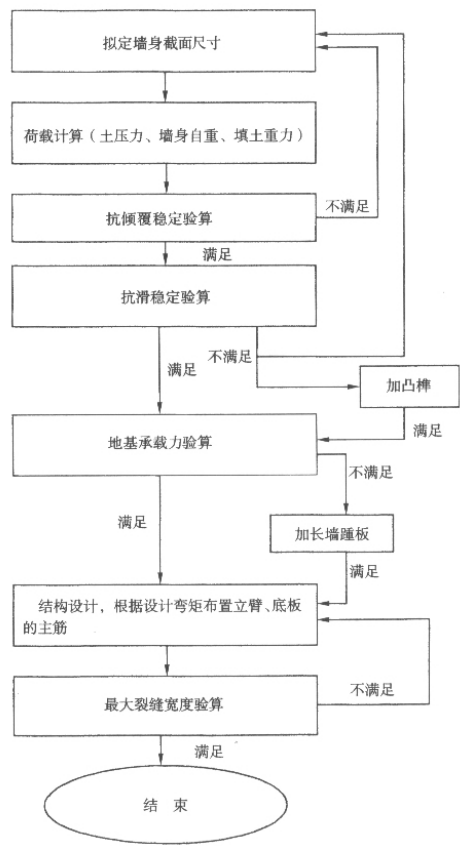 拟定墙身截面尺寸
荷载计算（土压力、墙身自重、填土重力）
抗倾覆稳定验算
不满足
满足
抗滑稳定验算
满足
不满足
加凸榫
满足
地基承载力验算
不满足
满足
加长墙踵板
满足
结构设计，根据设计弯矩布置立臂、底板
的主筋
最大裂缝宽度验算
不满足
满足
结 束